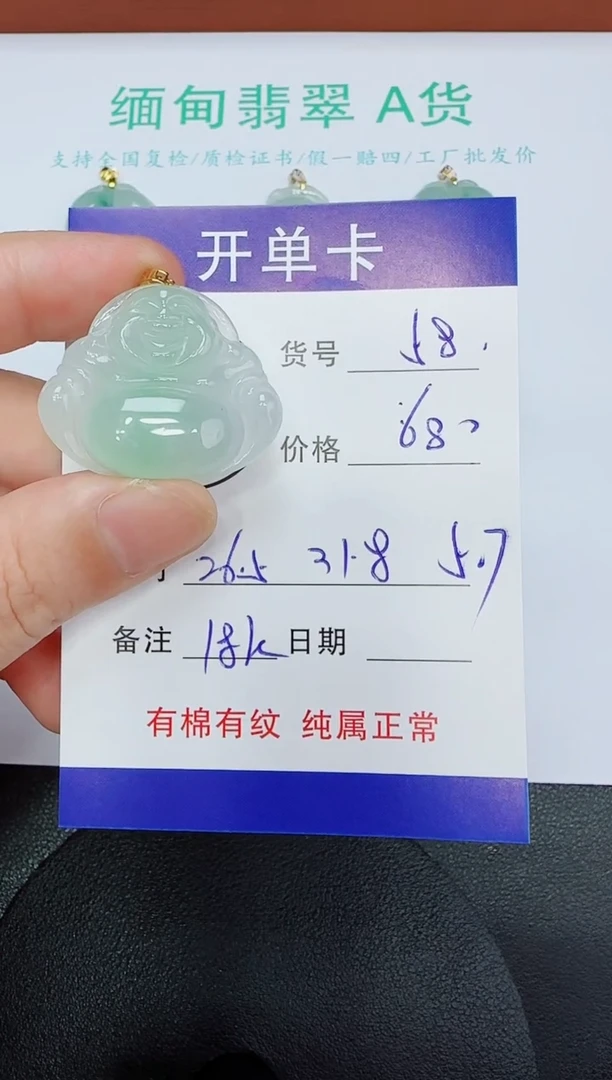 缅甸翡翠 A货
支持全国复检/质检证书/假一赔四/工厂批发价
开单卡
货号 58.
价格 680
寸 26.5 31.8 5.7
备注 18k 日期
有棉有纹 纯属正常